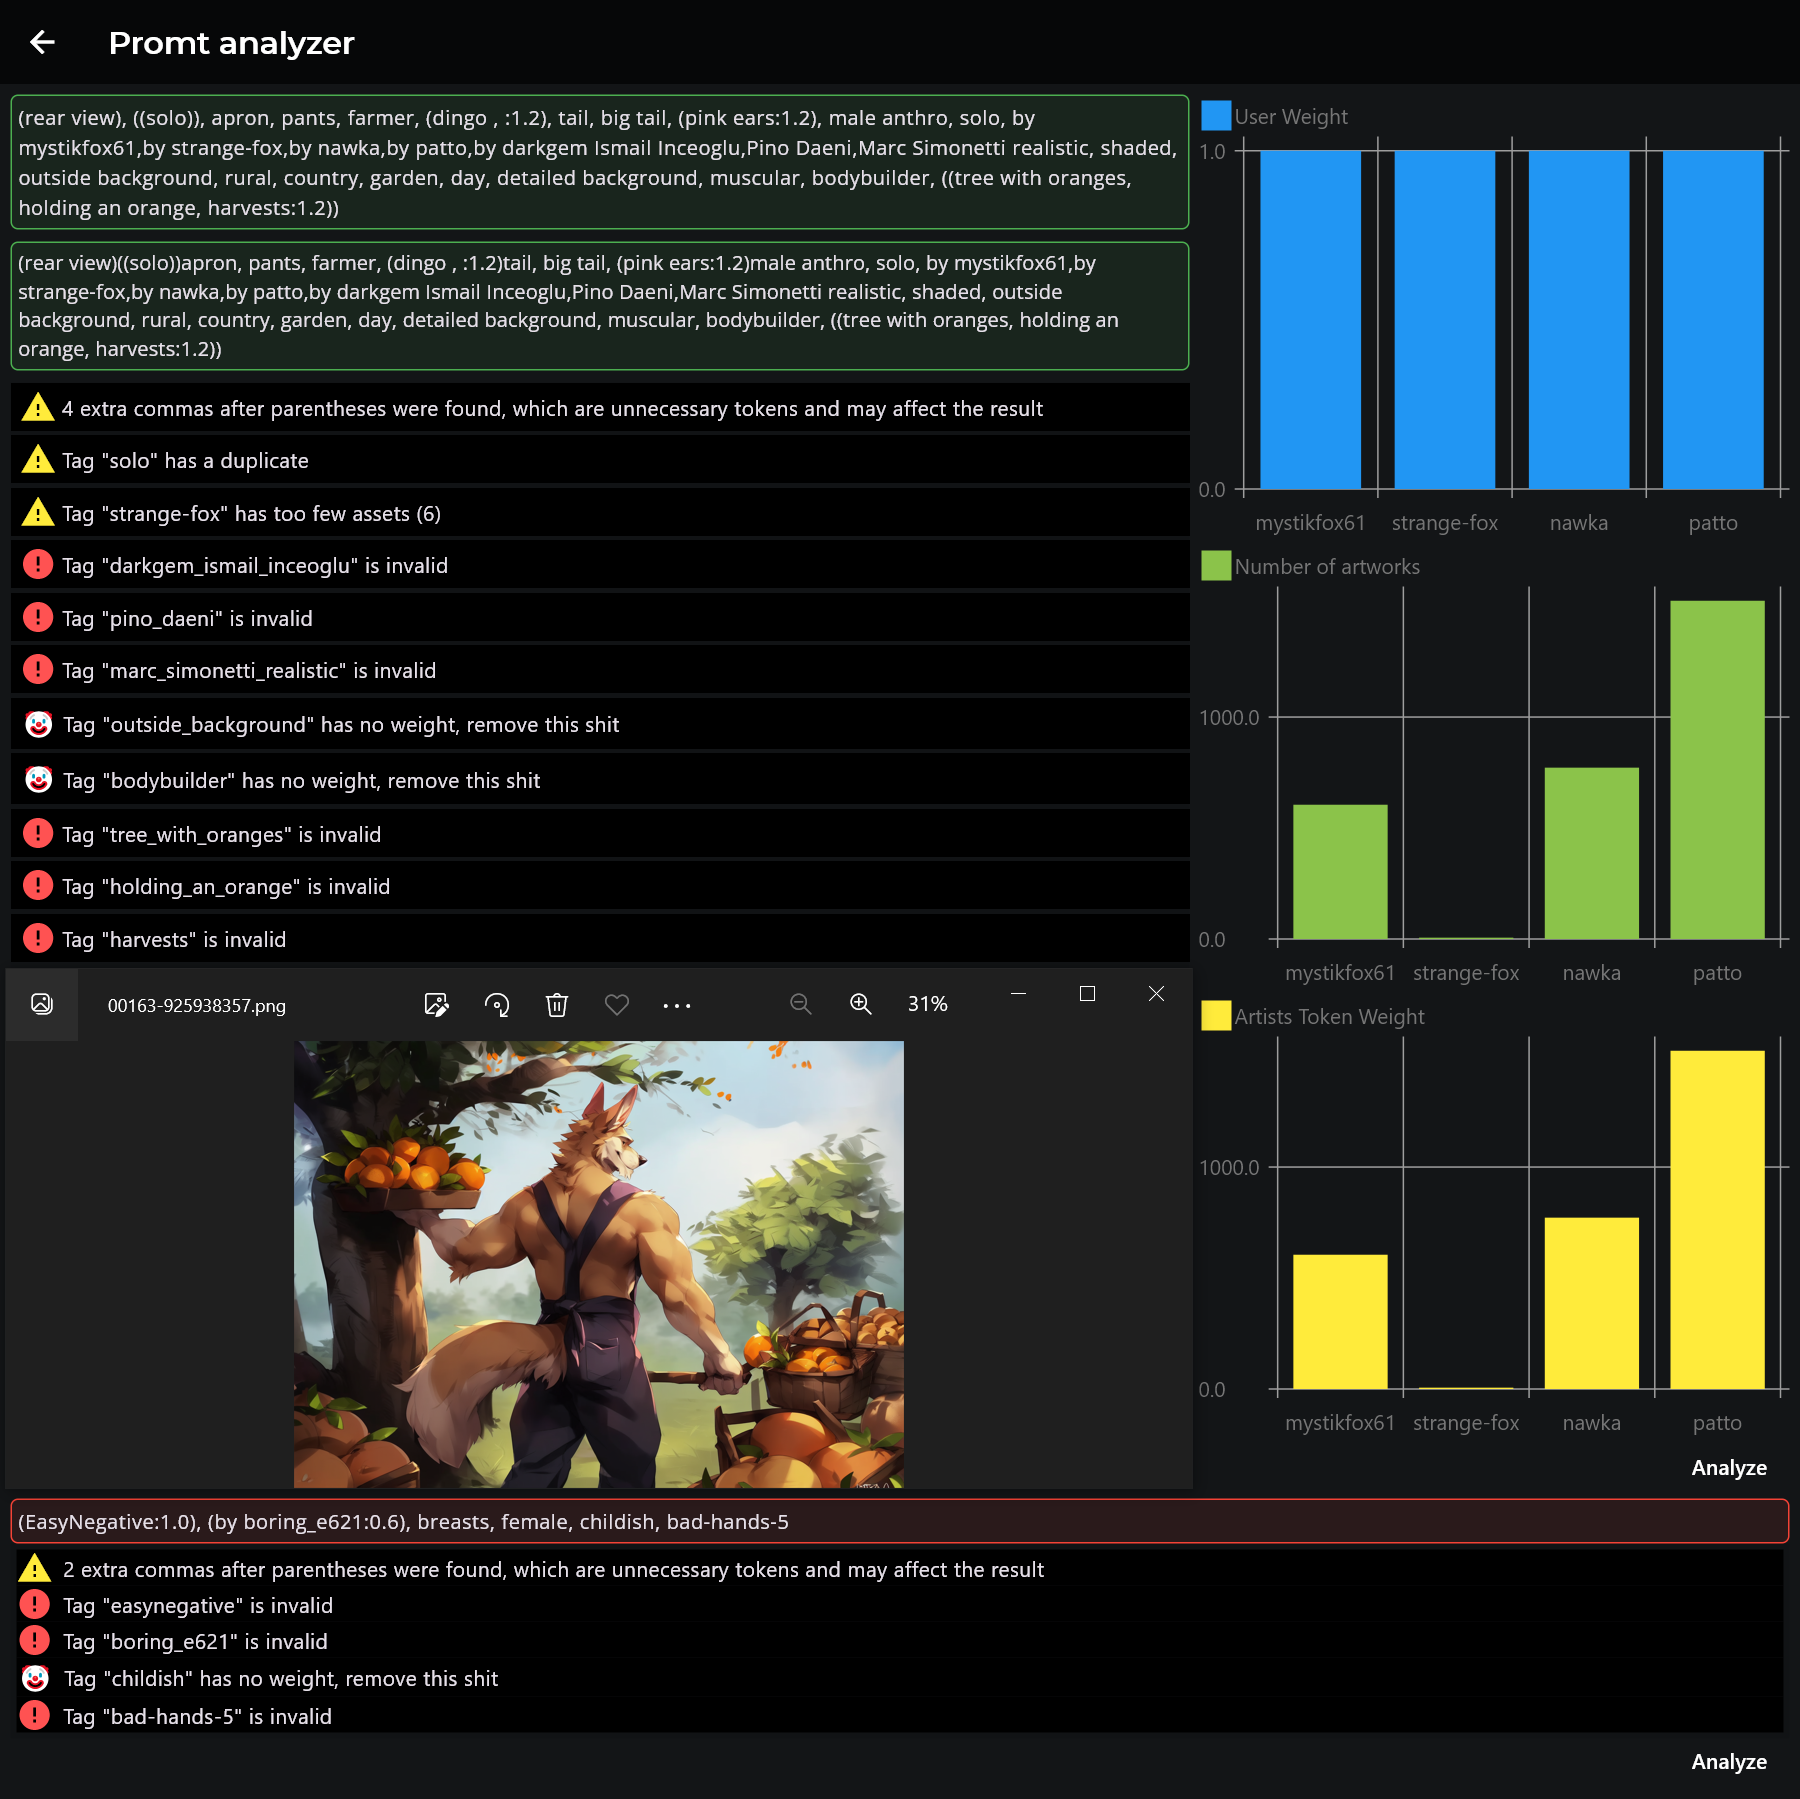 Promt analyzer
(rear view), ((solo)), apron, pants, farmer, (dingo , :1.2), tail, big tail, (pink ears:1.2), male anthro, solo, by
mystikfox61,by strange-fox,by nawka,by patto,by darkgem Ismail Inceoglu,Pino Daeni,Marc Simonetti realistic, shaded,
outside background, rural, country, garden, day, detailed background, muscular, bodybuilder, ((tree with oranges,
holding an orange, harvests:1.2))
(rear view)((solo))apron, pants, farmer, (dingo , :1.2)tail, big tail, (pink ears:1.2)male anthro, solo, by mystikfox61,by
strange-fox,by nawka,by patto,by darkgem Ismail Inceoglu,Pino Daeni,Marc Simonetti realistic, shaded, outside
background, rural, country, garden, day, detailed background, muscular, bodybuilder, ((tree with oranges, holding an
orange, harvests:1.2))
4 extra commas after parentheses were found, which are unnecessary tokens and may affect the result
Tag "solo" has a duplicate
Tag "strange-fox" has too few assets (6)
Tag "darkgem_ismail_inceoglu" is invalid
Tag "pino_daeni" is invalid
Tag "marc_simonetti_realistic" is invalid
Tag "outside_background" has no weight, remove this shit
Tag "bodybuilder" has no weight, remove this shit
Tag "tree_with_oranges" is invalid
Tag "holding_an_orange" is invalid
Tag "harvests" is invalid
00163-925938357.png
31%
User Weight
1.0
0.0
mystikfox61 strange-fox nawka patto
Number of artworks
1000.0
0.0
mystikfox61 strange-fox nawka patto
Artists Token Weight
1000.0
0.0
mystikfox61 strange-fox nawka patto
Analyze
(EasyNegative:1.0), (by boring_e621:0.6), breasts, female, childish, bad-hands-5
2 extra commas after parentheses were found, which are unnecessary tokens and may affect the result
Tag "easynegative" is invalid
Tag "boring_e621" is invalid
Tag "childish" has no weight, remove this shit
Tag "bad-hands-5" is invalid
Analyze